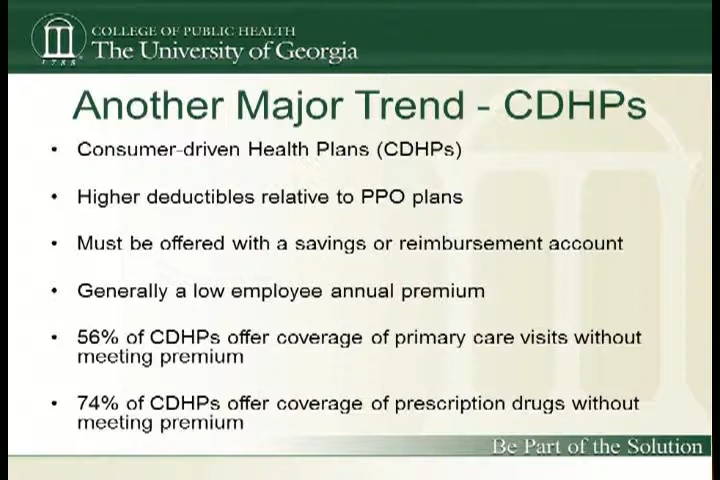 COLLEGE OF PUBLIC HEALTH
The University of Georgia
1785
Another Major Trend - CDHPs
• Consumer-driven Health Plans (CDHPs)
• Higher deductibles relative to PPO plans
• Must be offered with a savings or reimbursement account
• Generally a low employee annual premium
• 56% of CDHPs offer coverage of primary care visits without
meeting premium
• 74% of CDHPs offer coverage of prescription drugs without
meeting premium
Be Part of the Solution